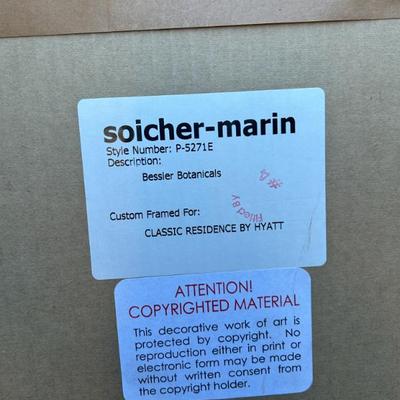 soicher-marin
Style Number: P-5271E
Description:
Bessler Botanicals
Filled BY #4
Custom Framed For:
CLASSIC RESIDENCE BY HYATT
ATTENTION!
COPYRIGHTED MATERIAL
This decorative work of art is
protected by copyright. No
reproduction either in print or
electronic form may be made
without written consent from
the copyright holder.